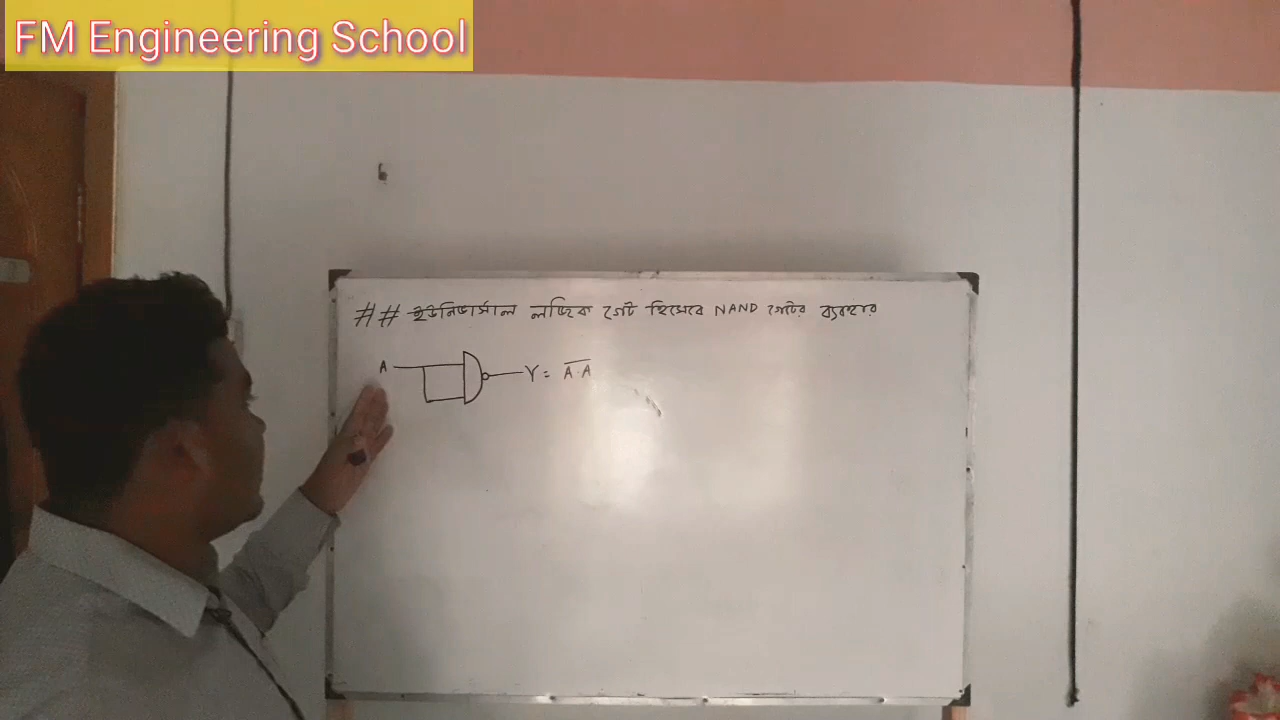 FM Engineering School
## ইউনিভার্সাল লজিক গেট হিসেবে NAND গেটের ব্যবহার
A Y = A̅ ̅·̅ A̅